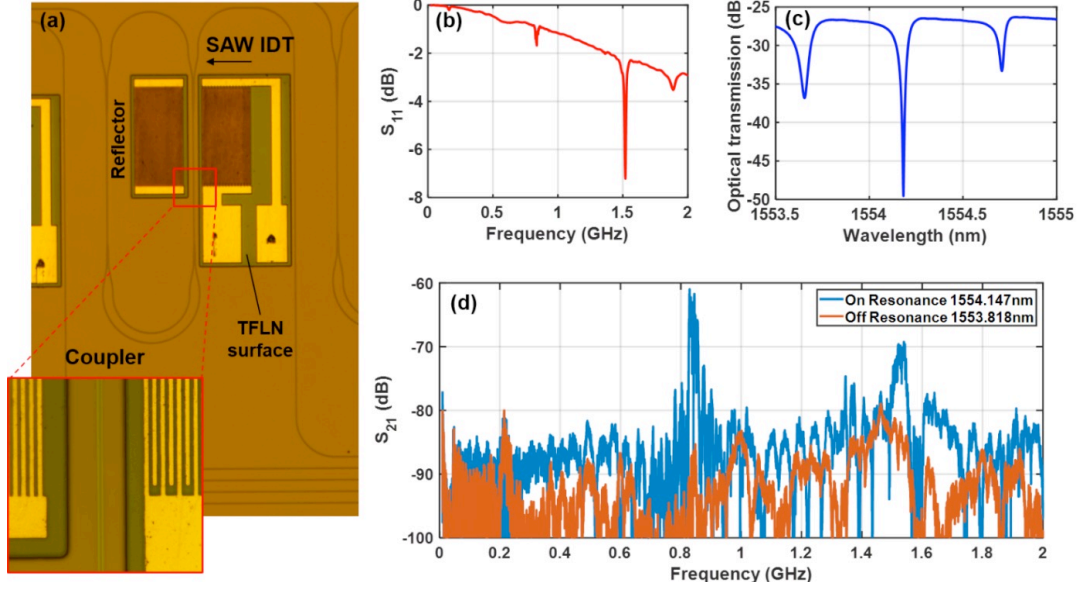 (a)
SAW IDT
Reflector
TFLN
surface
Coupler
(b)
S11 (dB)
0
-2
-4
-6
-8
0 0.5 1 1.5 2
Frequency (GHz)
(c)
Optical transmission (dB)
-25
-30
-35
-40
-45
-50
1553.5 1554 1554.5 1555
Wavelength (nm)
(d)
On Resonance 1554.147nm
Off Resonance 1553.818nm
S21 (dB)
-60
-70
-80
-90
-100
0 0.2 0.4 0.6 0.8 1 1.2 1.4 1.6 1.8 2
Frequency (GHz)